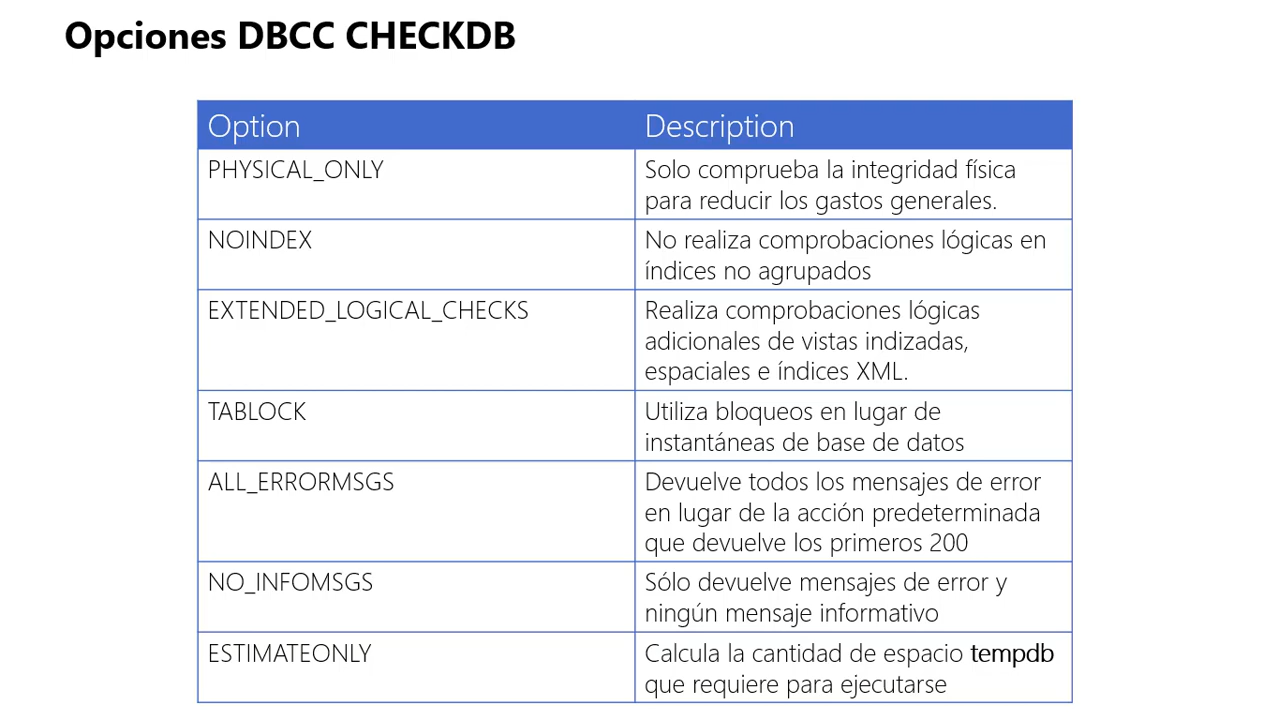 Opciones DBCC CHECKDB
Option
Description
PHYSICAL_ONLY
Solo comprueba la integridad física
para reducir los gastos generales.
NOINDEX
No realiza comprobaciones lógicas en
índices no agrupados
EXTENDED_LOGICAL_CHECKS
Realiza comprobaciones lógicas
adicionales de vistas indizadas,
espaciales e índices XML.
TABLOCK
Utiliza bloqueos en lugar de
instantáneas de base de datos
ALL_ERRORMSGS
Devuelve todos los mensajes de error
en lugar de la acción predeterminada
que devuelve los primeros 200
NO_INFOMSGS
Sólo devuelve mensajes de error y
ningún mensaje informativo
ESTIMATEONLY
Calcula la cantidad de espacio tempdb
que requiere para ejecutarse